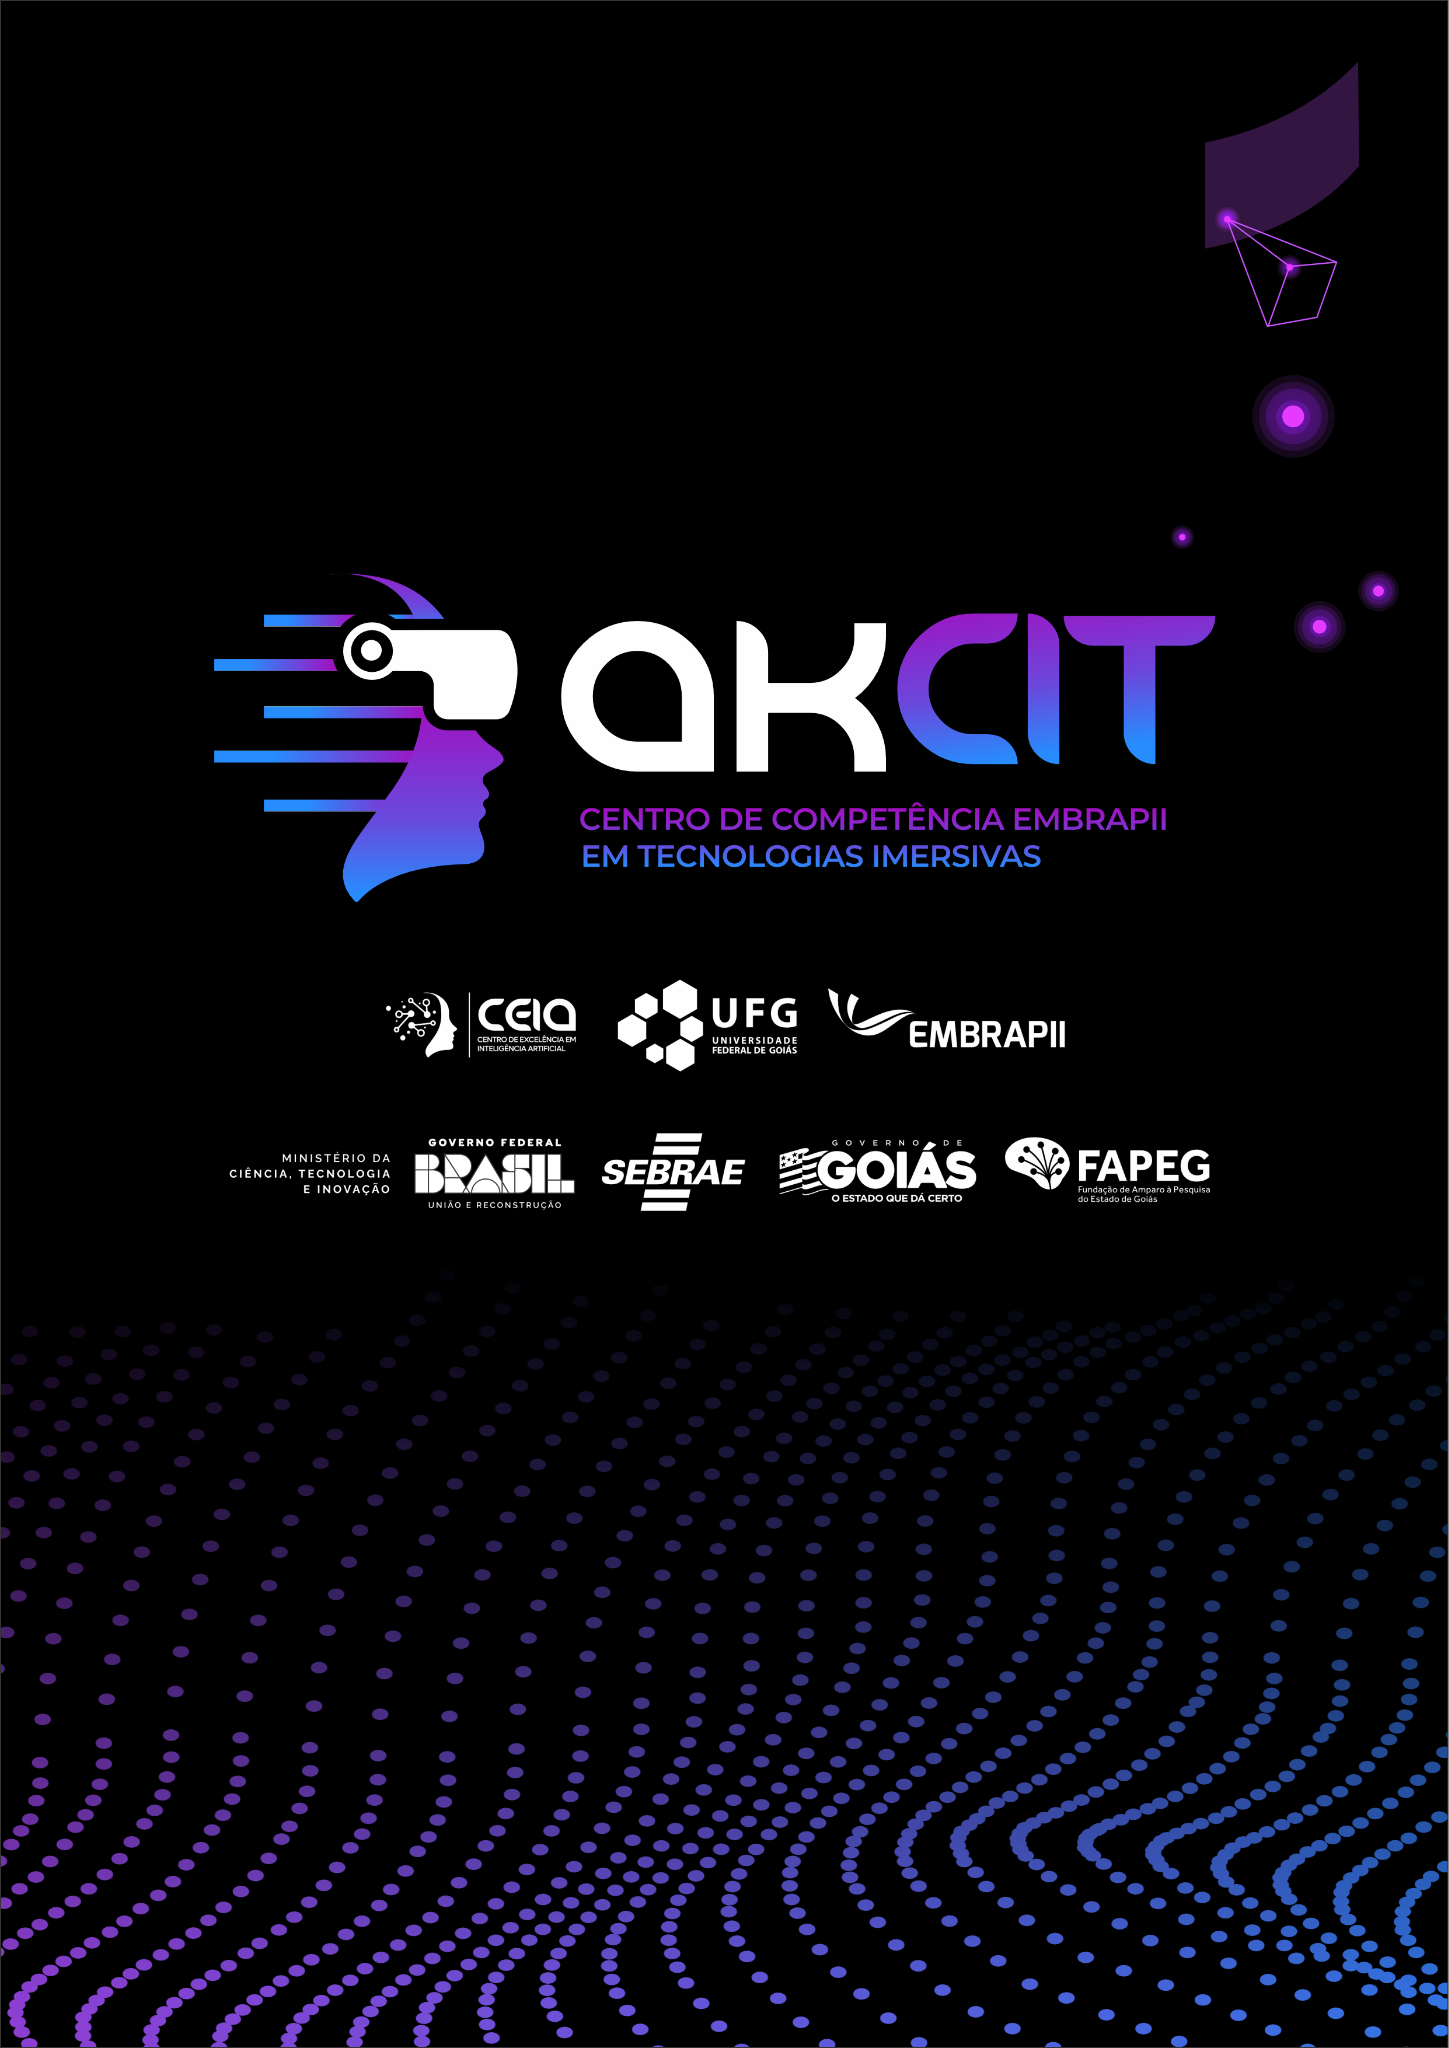 AKCIT
CENTRO DE COMPETÊNCIA EMBRAPII
EM TECNOLOGIAS IMERSIVAS
CEIA
CENTRO DE EXCELÊNCIA EM
INTELIGÊNCIA ARTIFICIAL
UFG
UNIVERSIDADE
FEDERAL DE GOIÁS
EMBRAPII
MINISTÉRIO DA
CIÊNCIA, TECNOLOGIA
E INOVAÇÃO
GOVERNO FEDERAL
BRASIL
UNIÃO E RECONSTRUÇÃO
SEBRAE
GOVERNO DE
GOIÁS
O ESTADO QUE DÁ CERTO
FAPEG
Fundação de Amparo à Pesquisa
do Estado de Goiás